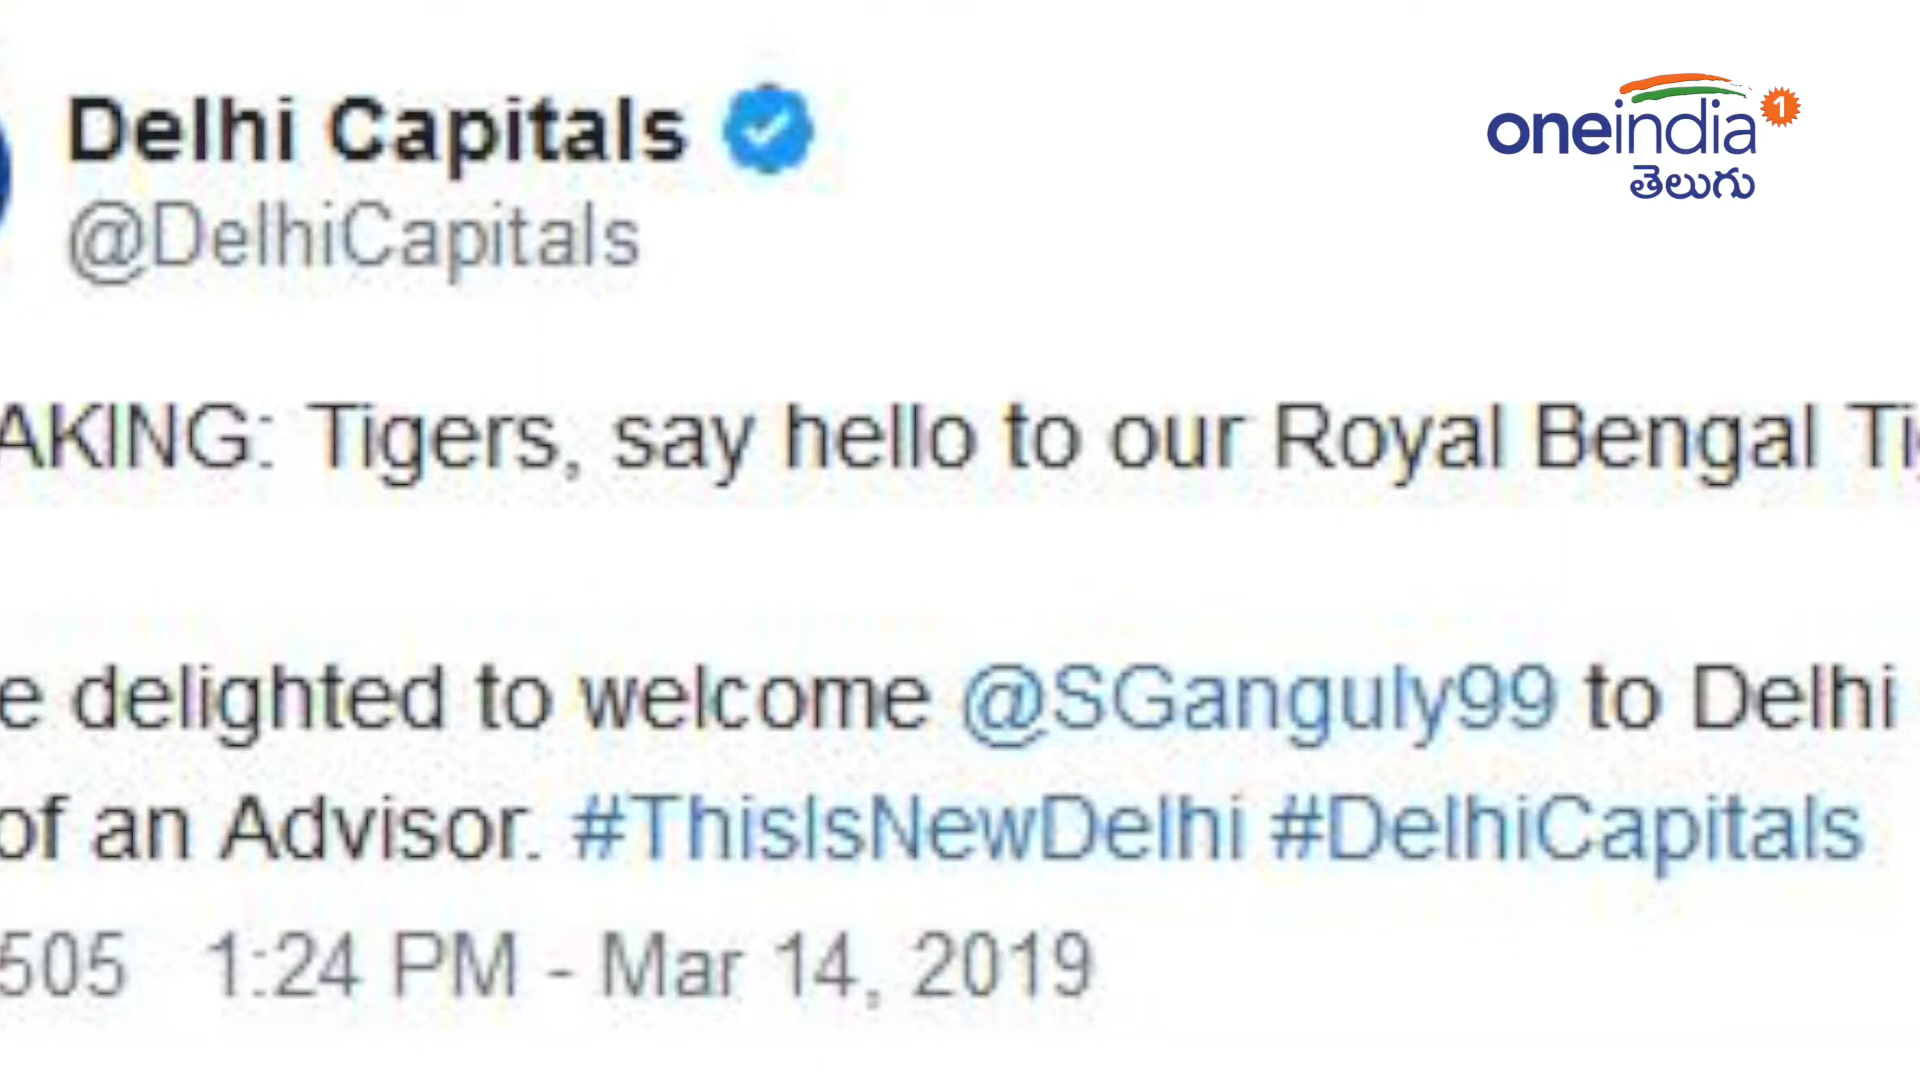 Delhi Capitals
@DelhiCapitals
oneindia 1
తెలుగు
AKING: Tigers, say hello to our Royal Bengal Ti
e delighted to welcome @SGanguly99 to Delhi
of an Advisor. #ThisIsNewDelhi #DelhiCapitals
505 1:24 PM - Mar 14, 2019